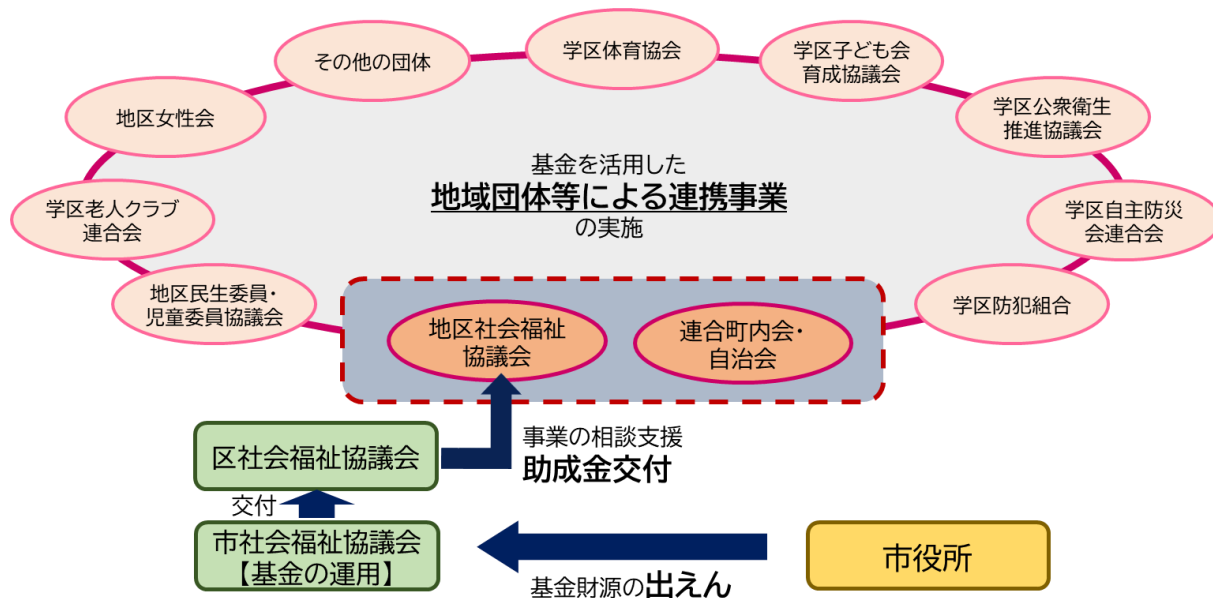 学区体育協会
その他の団体
学区子ども会
育成協議会
地区女性会
学区公衆衛生
推進協議会
基金を活用した
地域団体等による連携事業
の実施
学区老人クラブ
連合会
学区自主防災
会連合会
地区民生委員・
児童委員協議会
学区防犯組合
地区社会福祉
協議会
連合町内会・
自治会
事業の相談支援
助成金交付
区社会福祉協議会
交付
市社会福祉協議会
【基金の運用】
市役所
基金財源の出えん